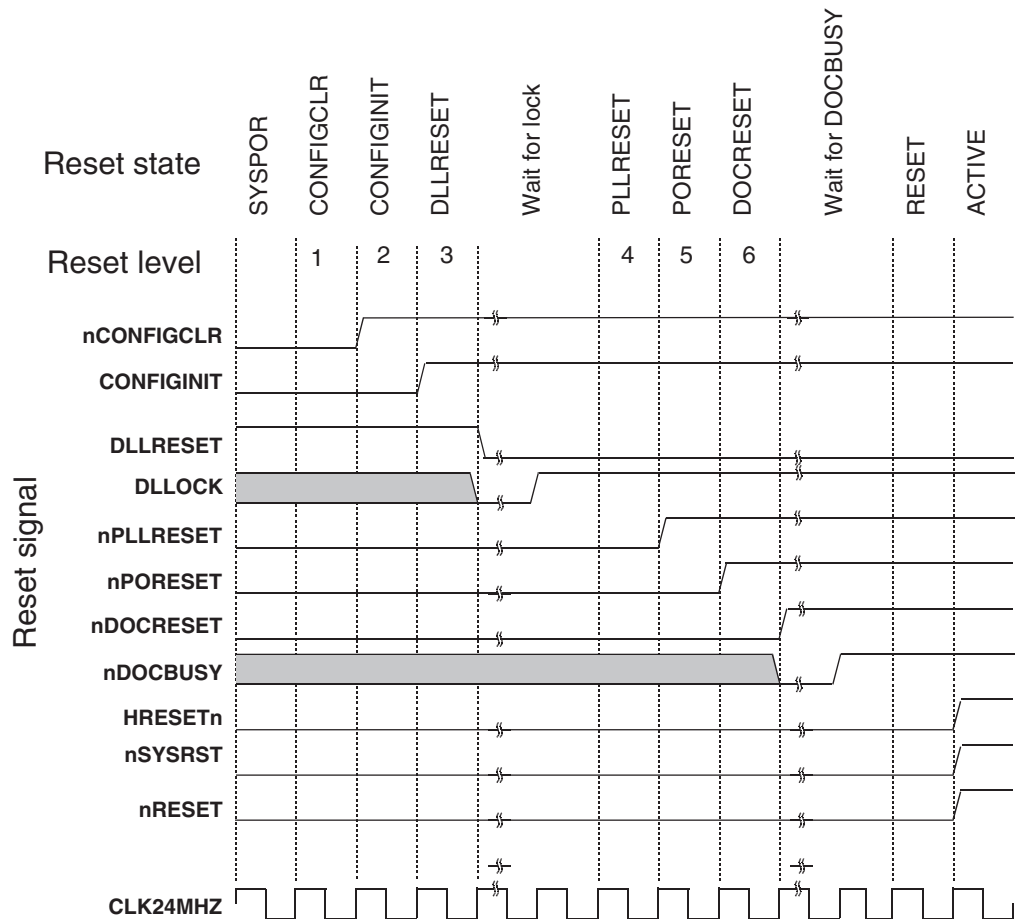 Reset state
SYSPOR
CONFIGCLR
CONFIGINIT
DLLRESET
Wait for lock
PLLRESET
PORESET
DOCRESET
Wait for DOCBUSY
RESET
ACTIVE
Reset level
1 2 3 4 5 6
Reset signal
nCONFIGCLR
CONFIGINIT
DLLRESET
DLLOCK
nPLLRESET
nPORESET
nDOCRESET
nDOCBUSY
HRESETn
nSYSRST
nRESET
CLK24MHZ